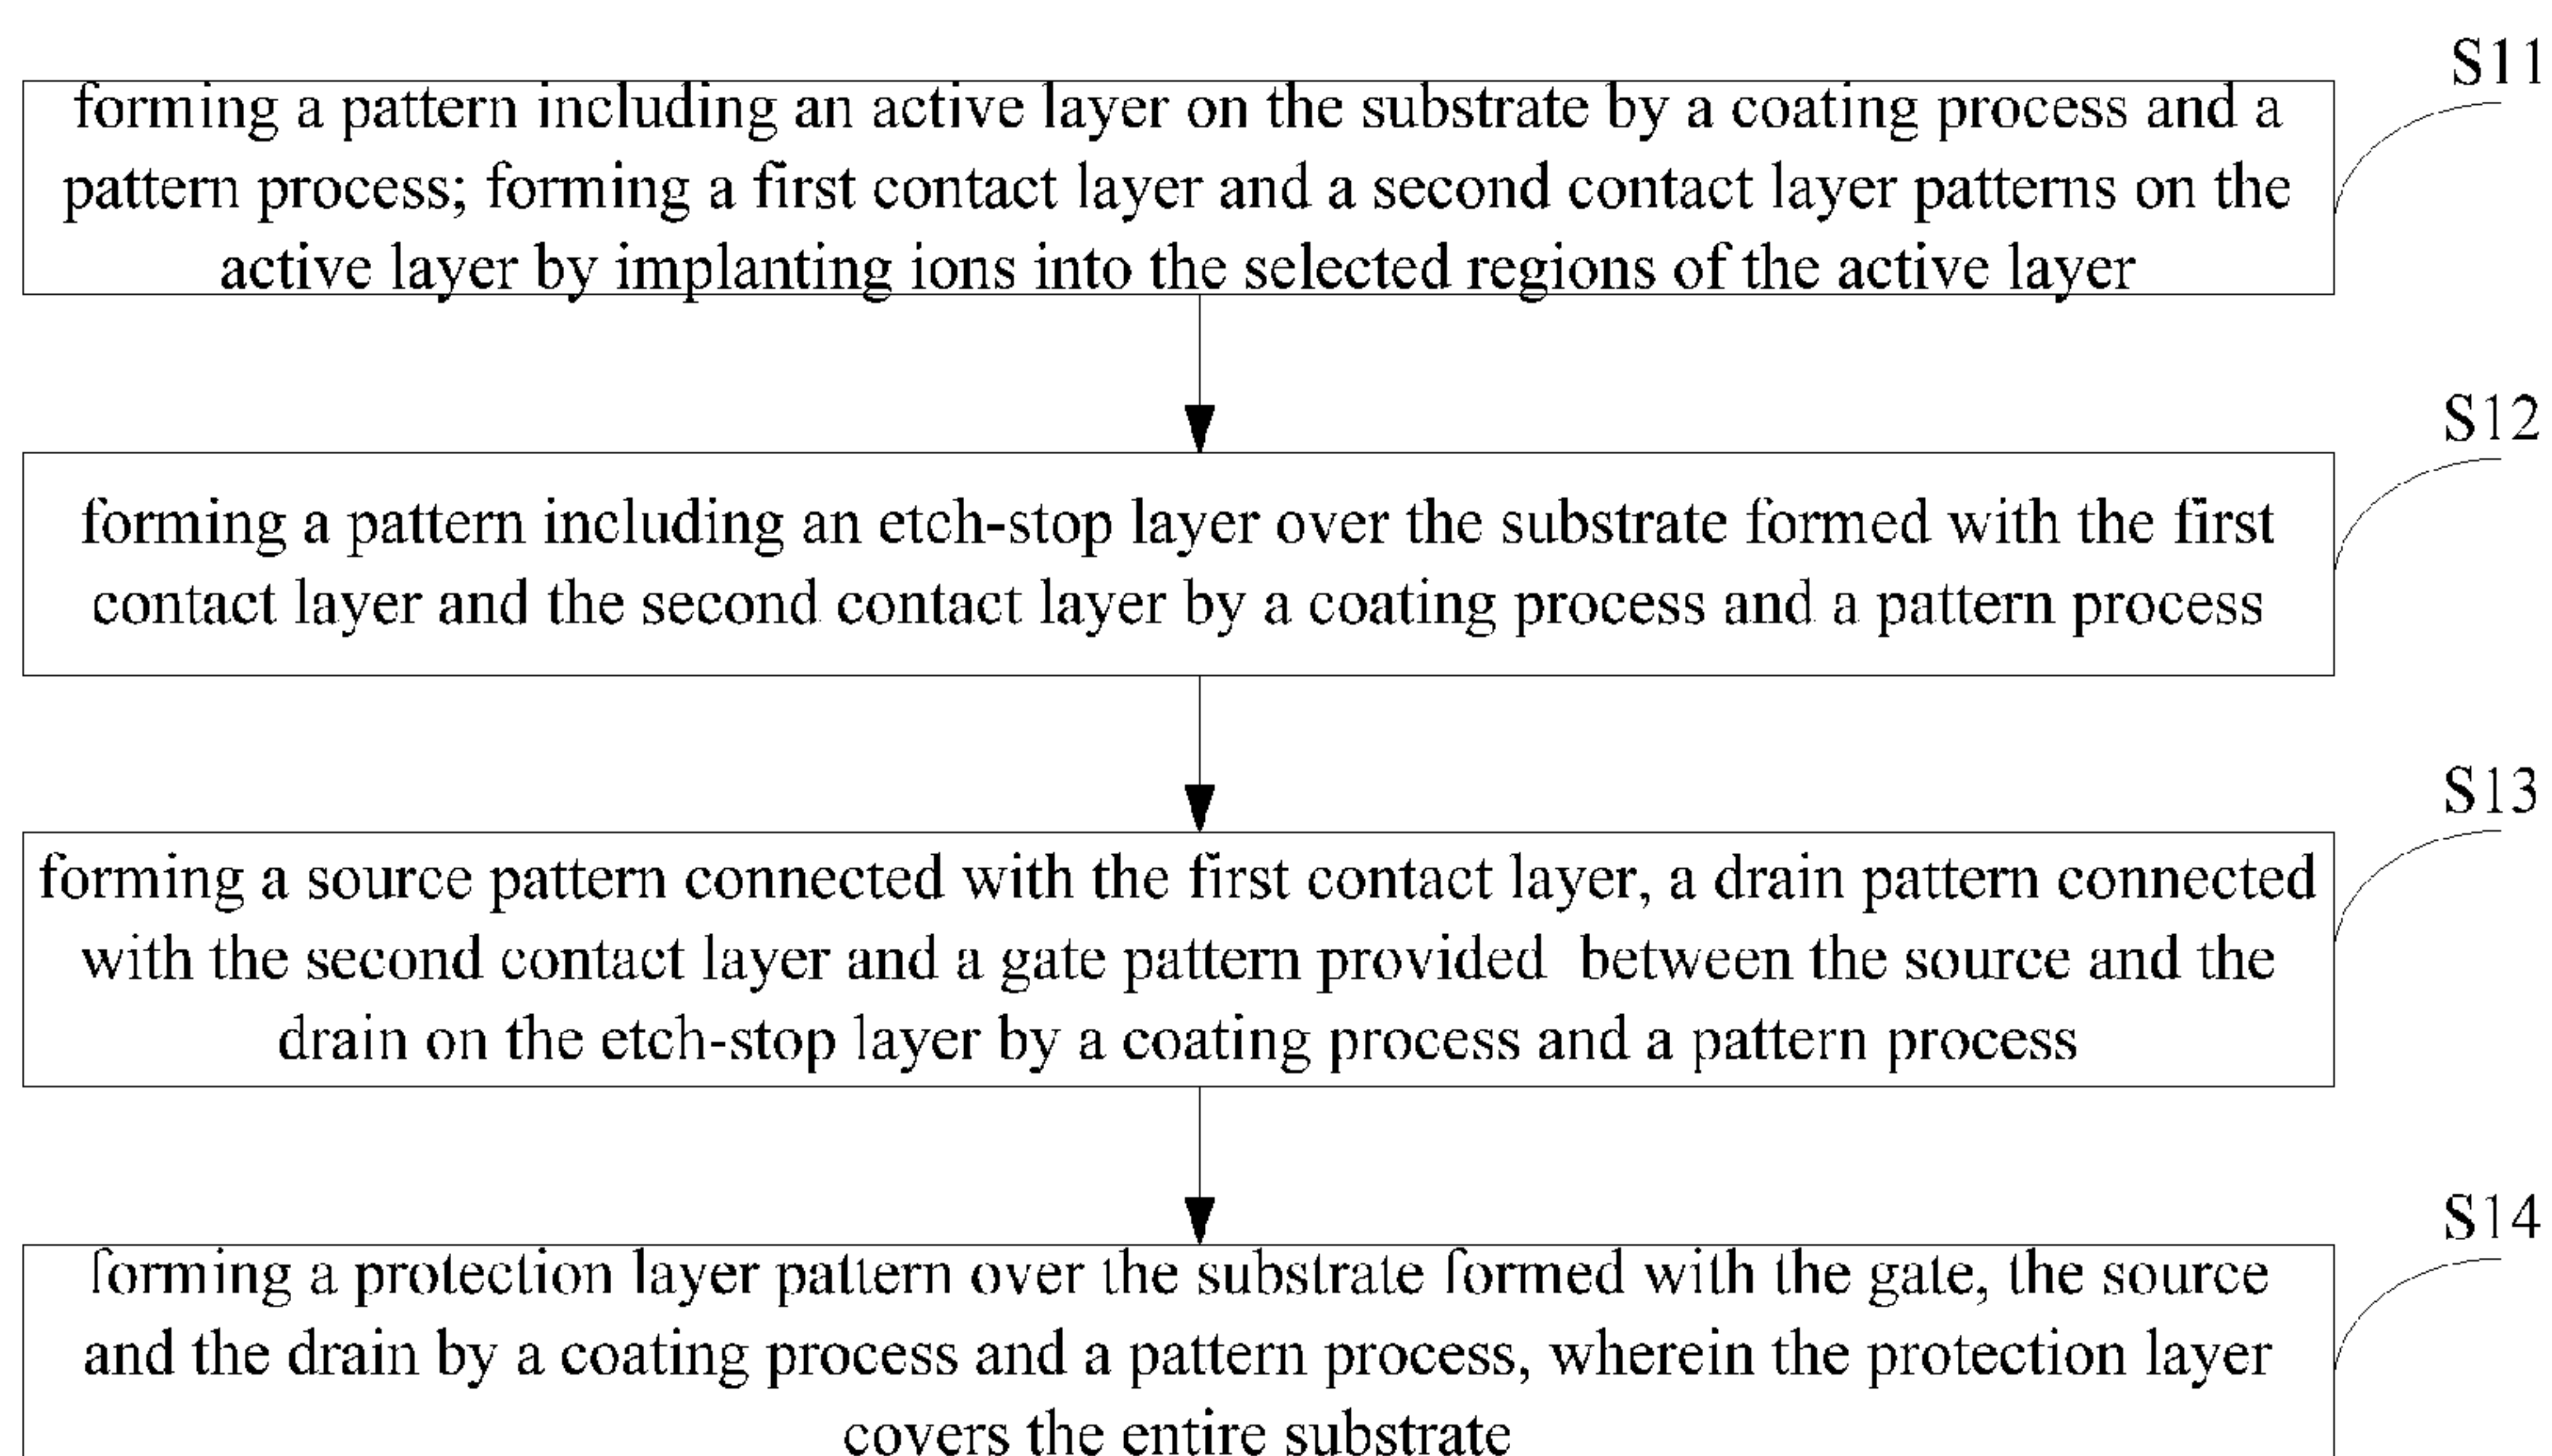 S11
forming a pattern including an active layer on the substrate by a coating process and a
pattern process; forming a first contact layer and a second contact layer patterns on the
active layer by implanting ions into the selected regions of the active layer
S12
forming a pattern including an etch-stop layer over the substrate formed with the first
contact layer and the second contact layer by a coating process and a pattern process
S13
forming a source pattern connected with the first contact layer, a drain pattern connected
with the second contact layer and a gate pattern provided between the source and the
drain on the etch-stop layer by a coating process and a pattern process
S14
forming a protection layer pattern over the substrate formed with the gate, the source
and the drain by a coating process and a pattern process, wherein the protection layer
covers the entire substrate